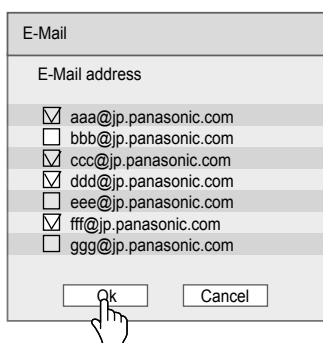 E-Mail
E-Mail address
aaa@jp.panasonic.com
bbb@jp.panasonic.com
ccc@jp.panasonic.com
ddd@jp.panasonic.com
eee@jp.panasonic.com
fff@jp.panasonic.com
ggg@jp.panasonic.com
Ok Cancel